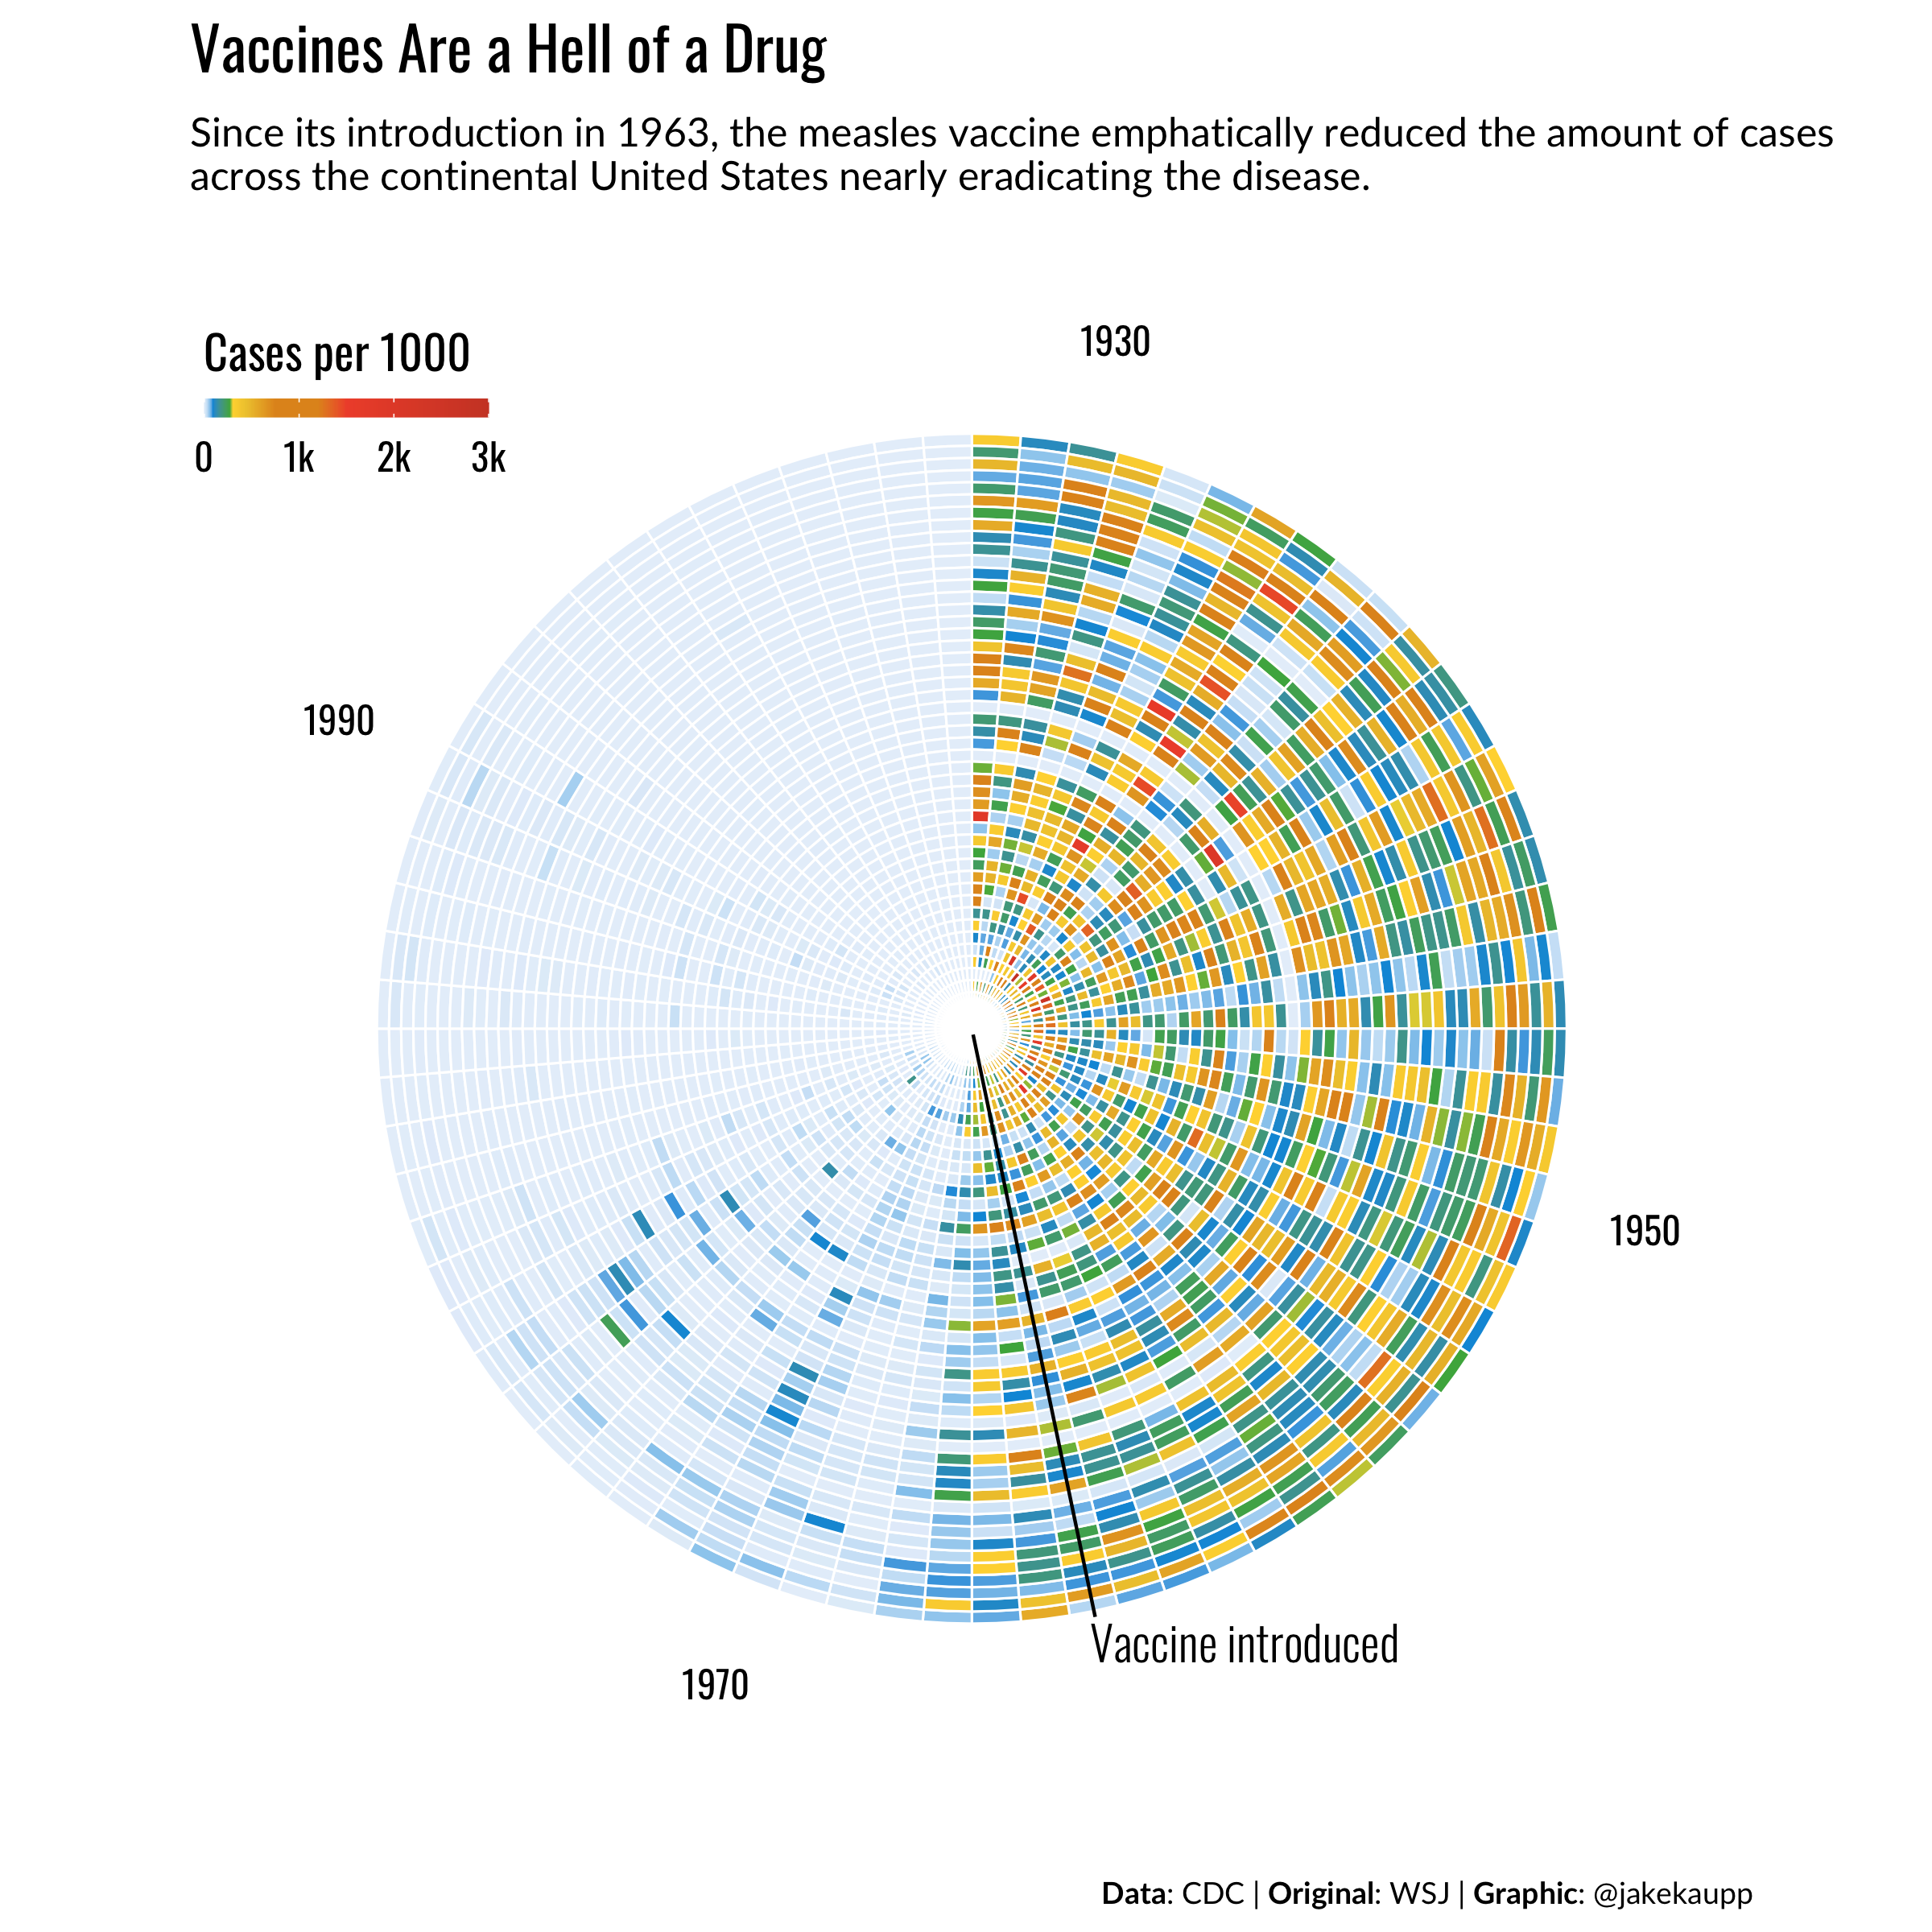 Vaccines Are a Hell of a Drug
Since its introduction in 1963, the measles vaccine emphatically reduced the amount of cases
across the continental United States nearly eradicating the disease.
1930
Cases per 1000
0 1k 2k 3k
1990
1950
Vaccine introduced
1970
Data: CDC | Original: WSJ | Graphic: @jakekaupp